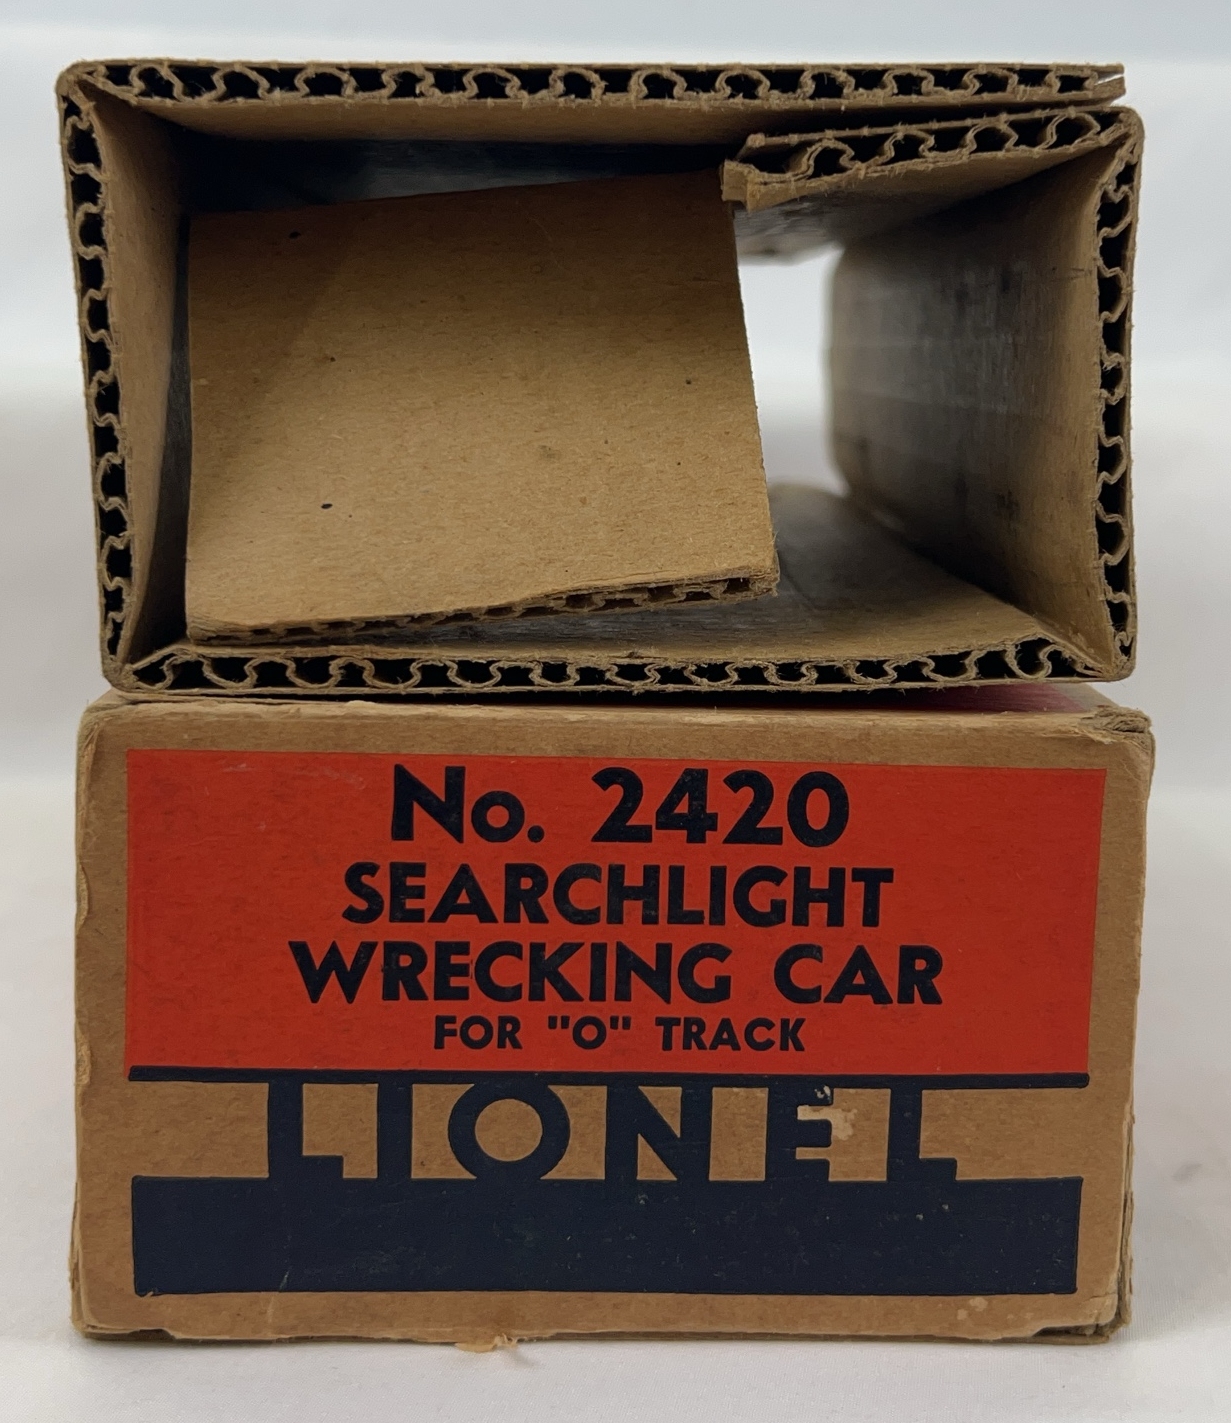 No. 2420
SEARCHLIGHT
WRECKING CAR
FOR "O" TRACK
LIONEL